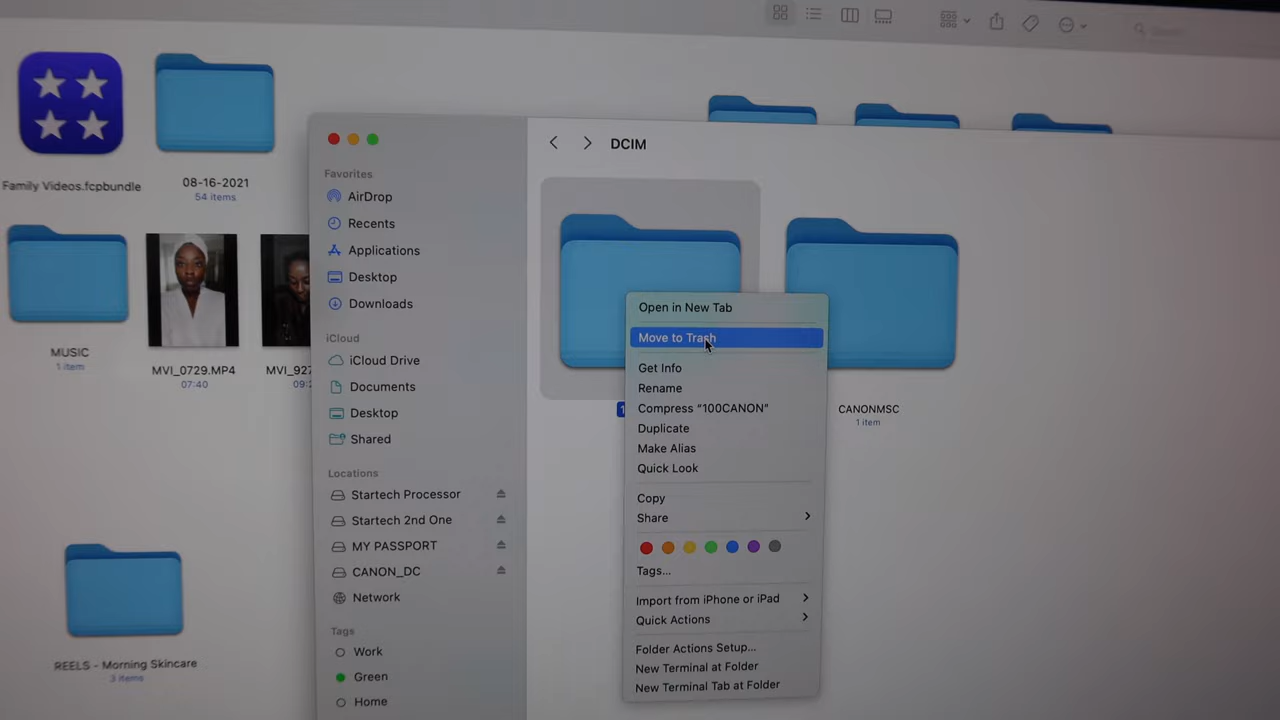 Family Videos.fcpbundle
08-16-2021
54 items
MUSIC
1 item
MVI_0729.MP4
07:40
MVI_927
09:2
REELS - Morning Skincare
3 items
Favorites
AirDrop
Recents
Applications
Desktop
Downloads
iCloud
iCloud Drive
Documents
Desktop
Shared
Locations
Startech Processor
Startech 2nd One
MY PASSPORT
CANON_DC
Network
Tags
Work
Green
Home
DCIM
1
CANONMSC
1 item
Open in New Tab
Move to Trash
Get Info
Rename
Compress “100CANON”
Duplicate
Make Alias
Quick Look
Copy
Share
Tags...
Import from iPhone or iPad
Quick Actions
Folder Actions Setup...
New Terminal at Folder
New Terminal Tab at Folder